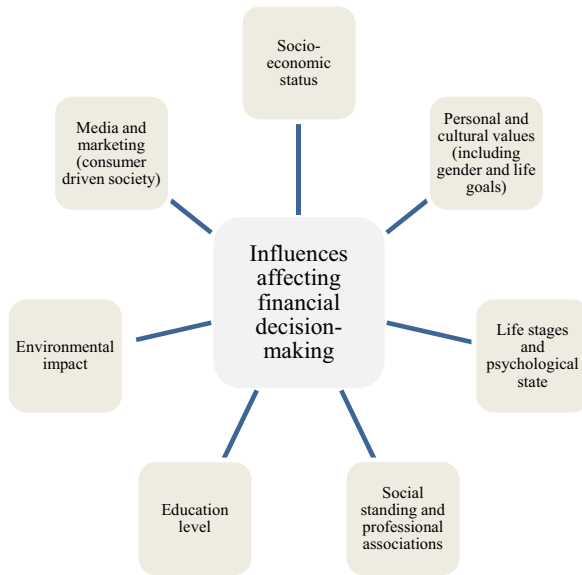 Socio-
economic
status
Personal and
cultural values
(including
gender and life
goals)
Life stages and
psychological
state
Social
standing and
professional
associations
Education
level
Environmental
impact
Media and
marketing
(consumer
driven society)
Influences
affecting
financial
decision-
making